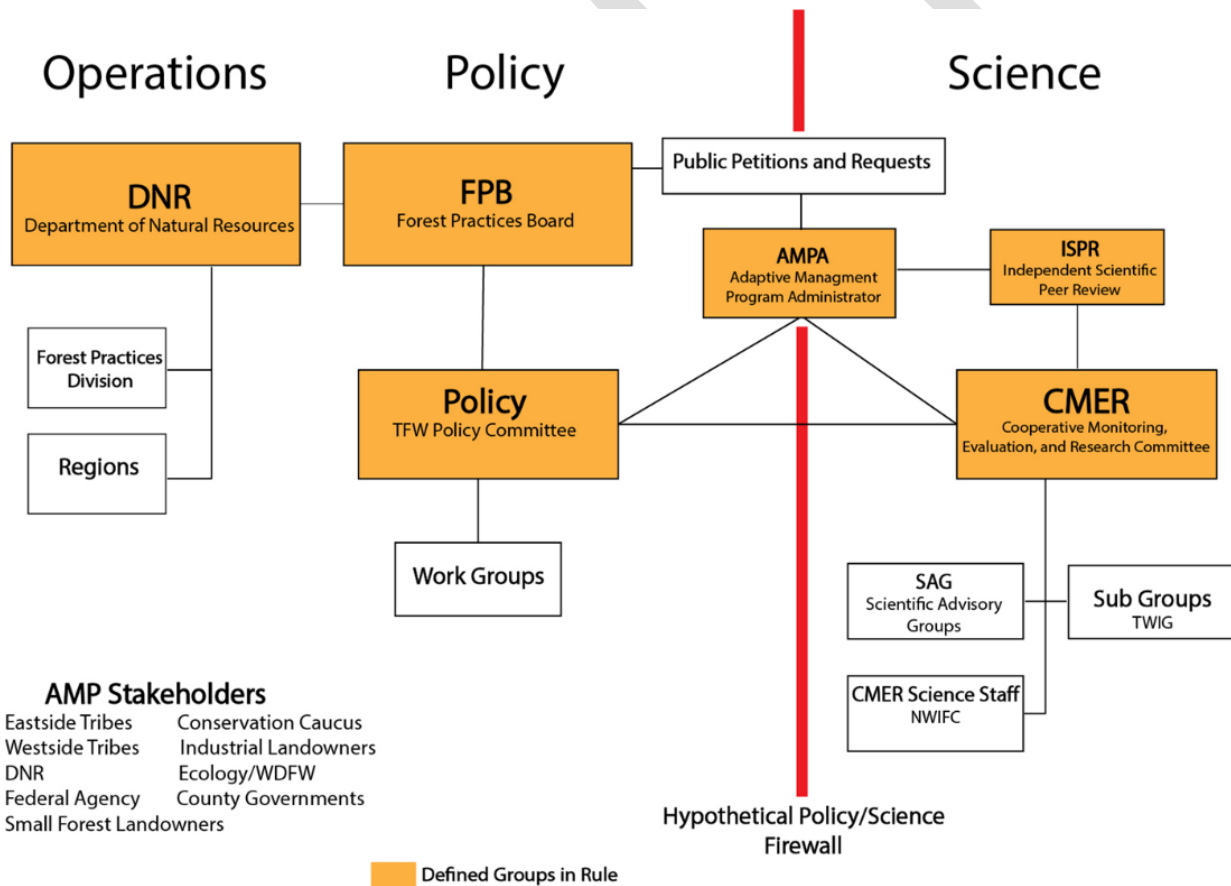 Operations
Policy
Science
DNR
Department of Natural Resources
FPB
Forest Practices Board
Public Petitions and Requests
AMPA
Adaptive Managment
Program Administrator
ISPR
Independent Scientific
Peer Review
Forest Practices
Division
Regions
Policy
TFW Policy Committee
CMER
Cooperative Monitoring,
Evaluation, and Research Committee
Work Groups
SAG
Scientific Advisory
Groups
Sub Groups
TWIG
CMER Science Staff
NWIFC
AMP Stakeholders
Eastside Tribes Conservation Caucus
Westside Tribes Industrial Landowners
DNR Ecology/WDFW
Federal Agency County Governments
Small Forest Landowners
Hypothetical Policy/Science
Firewall
Defined Groups in Rule